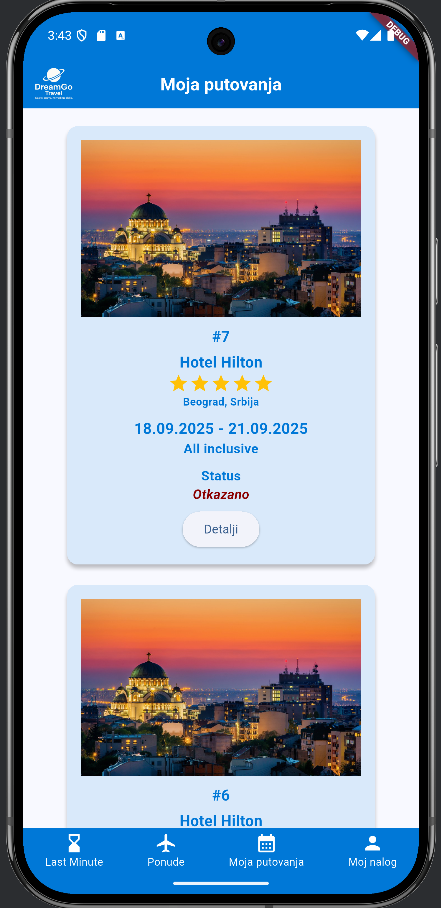 3:43
A
DEBUG
DreamGo
Travel
Moja putovanja
#7
Hotel Hilton
Beograd, Srbija
18.09.2025 - 21.09.2025
All inclusive
Status
Otkazano
Detalji
#6
Hotel Hilton
Last Minute
Ponude
Moja putovanja
Moj nalog